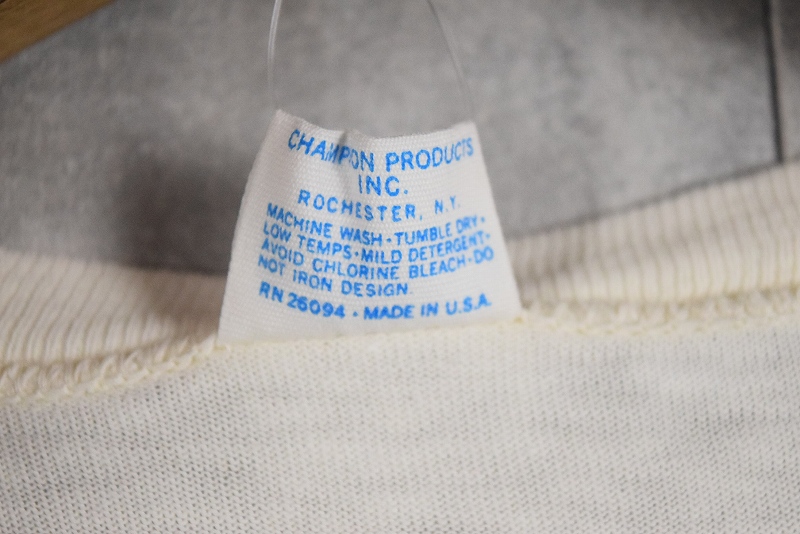 CHAMPION PRODUCTS
INC.
ROCHESTER, N.Y.
MACHINE WASH•TUMBLE DRY•
LOW TEMPS•MILD DETERGENT•
AVOID CHLORINE BLEACH•DO
NOT IRON DESIGN.
RN 26094 • MADE IN U.S.A.